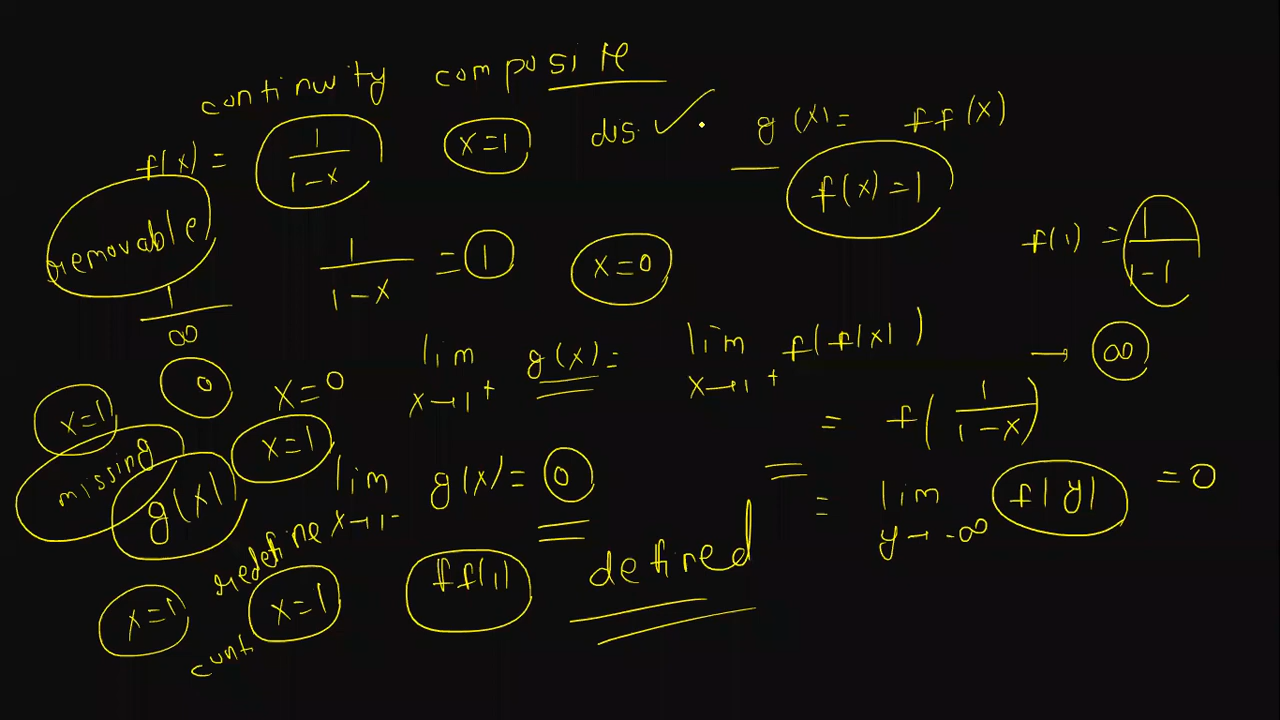 continuity composite
f(x) = 1/(1-x) x=1 dis. ✓ g(x) = ff(x)
f(x) = 1
removable
1/(1-x) = 1 x=0
f(1) = 1/(1-1)
1/∞
0
x=0
lim x→1+ g(x) = lim x→1+ f(f(x)) → ∞
= f(1/(1-x))
x=1
missing
g(x)
x=1
lim x→1- g(x) = 0
= lim y→-∞ f(y) = 0
redefine
x=1
x=1
ff(1) defined
conti